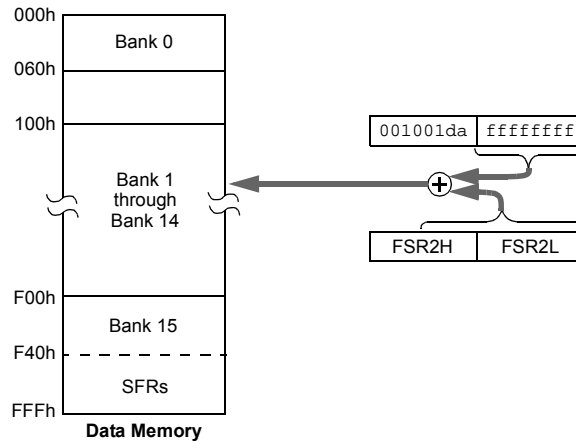 000h
Bank 0
060h
100h
001001da ffffffff
Bank 1
through
Bank 14
FSR2H FSR2L
F00h
Bank 15
F40h
SFRs
FFFh
Data Memory